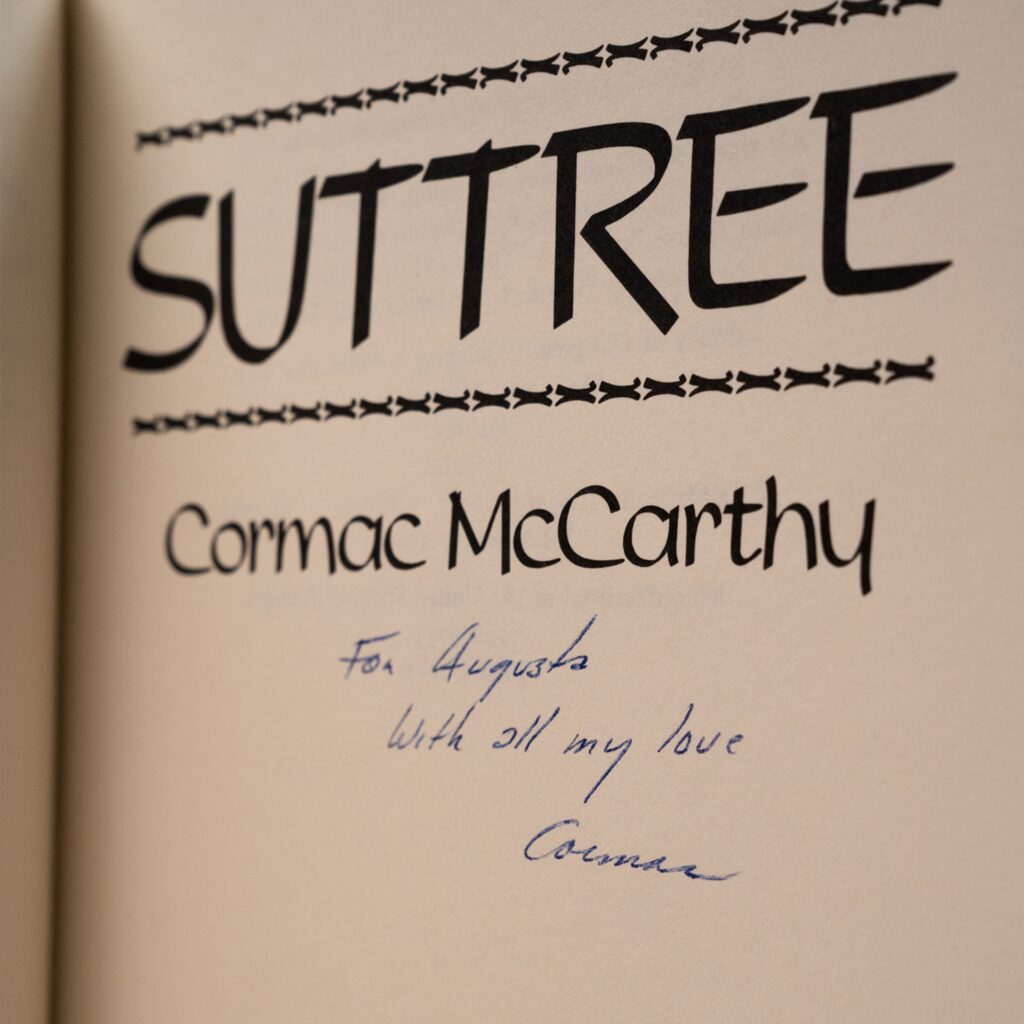 SUTTREE
Cormac McCarthy
For Augusta
With all my love
Cormac